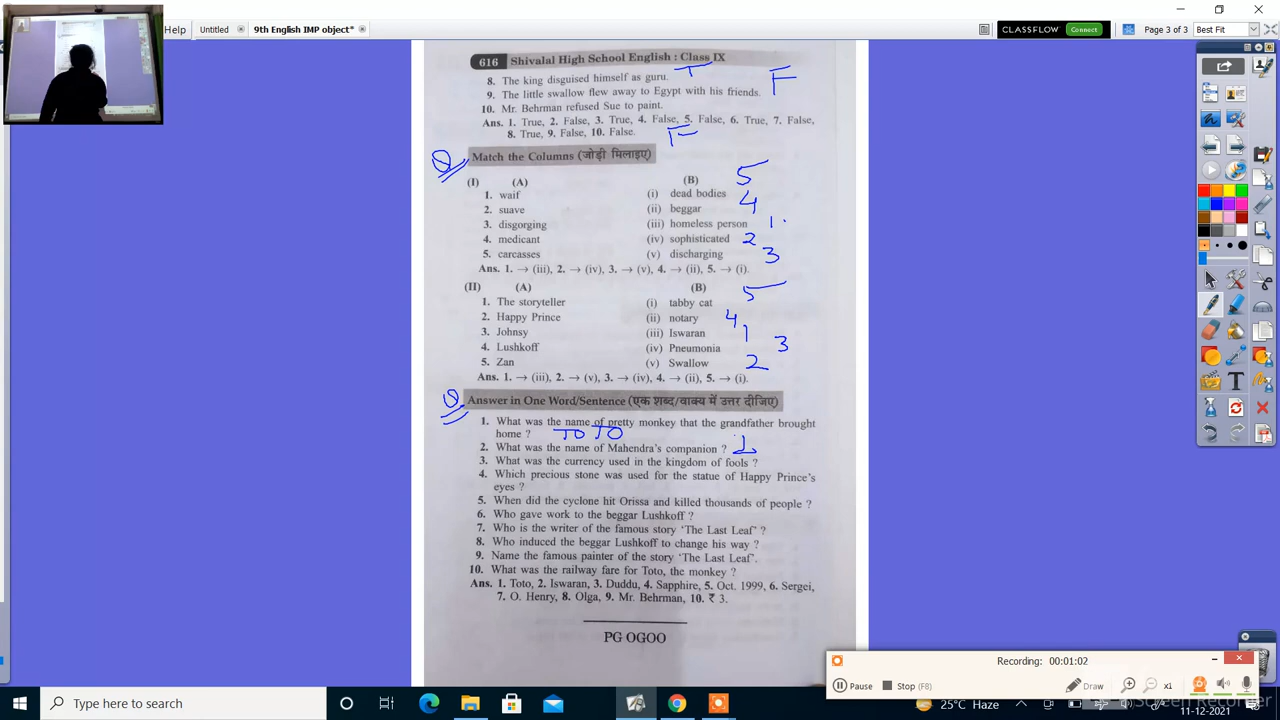 Help
Untitled
9th English IMP object*
CLASSFLOW
Connect
Page 3 of 3
Best Fit
616 Shivalal High School English : Class IX
8. The king disguised himself as guru. T
9. The little swallow flew away to Egypt with his friends. F
10. Mr. Behrman refused Sue to paint.
Ans. 1. True, 2. False, 3. True, 4. False, 5. False, 6. True, 7. False,
8. True, 9. False, 10. False. F
Q Match the Columns (जोड़ी मिलाइए)
(I) (A) (B)
1. waif (i) dead bodies 5
2. suave (ii) beggar 4
3. disgorging (iii) homeless person 1
4. medicant (iv) sophisticated 2
5. carcasses (v) discharging 3
Ans. 1. → (iii), 2. → (iv), 3. → (v), 4. → (ii), 5. → (i).
(II) (A) (B)
1. The storyteller (i) tabby cat 5
2. Happy Prince (ii) notary 4
3. Johnsy (iii) Iswaran 1
4. Lushkoff (iv) Pneumonia 3
5. Zan (v) Swallow 2
Ans. 1. → (iii), 2. → (v), 3. → (iv), 4. → (ii), 5. → (i).
Q. Answer in One Word/Sentence (एक शब्द/वाक्य में उत्तर दीजिए)
1. What was the name of pretty monkey that the grandfather brought
home ? TO TO
2. What was the name of Mahendra's companion ? I
3. What was the currency used in the kingdom of fools ?
4. Which precious stone was used for the statue of Happy Prince's
eyes ?
5. When did the cyclone hit Orissa and killed thousands of people ?
6. Who gave work to the beggar Lushkoff ?
7. Who is the writer of the famous story 'The Last Leaf' ?
8. Who induced the beggar Lushkoff to change his way ?
9. Name the famous painter of the story 'The Last Leaf'.
10. What was the railway fare for Toto, the monkey ?
Ans. 1. Toto, 2. Iswaran, 3. Duddu, 4. Sapphire, 5. Oct. 1999, 6. Sergei,
7. O. Henry, 8. Olga, 9. Mr. Behrman, 10. ₹ 3.
PG OGOO
Recording: 00:01:02
Pause
Stop (F8)
Draw
x1
Screen Recorder
Type here to search
25°C Haze
11-12-2021